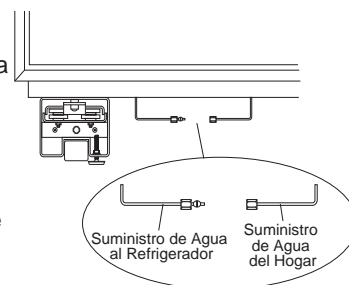 a
e
Suministro de Agua
al Refrigerador
Suministro
de Agua
del Hogar